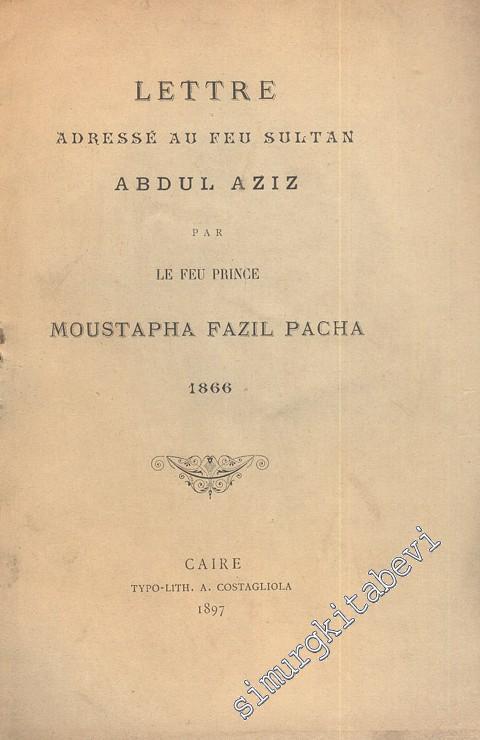 LETTRE
ADRESSÉ AU FEU SULTAN
ABDUL AZIZ
PAR
LE FEU PRINCE
MOUSTAPHA FAZIL PACHA
1866
CAIRE
TYPO-LITH. A. COSTAGLIOLA
1897
simurgkitabevi